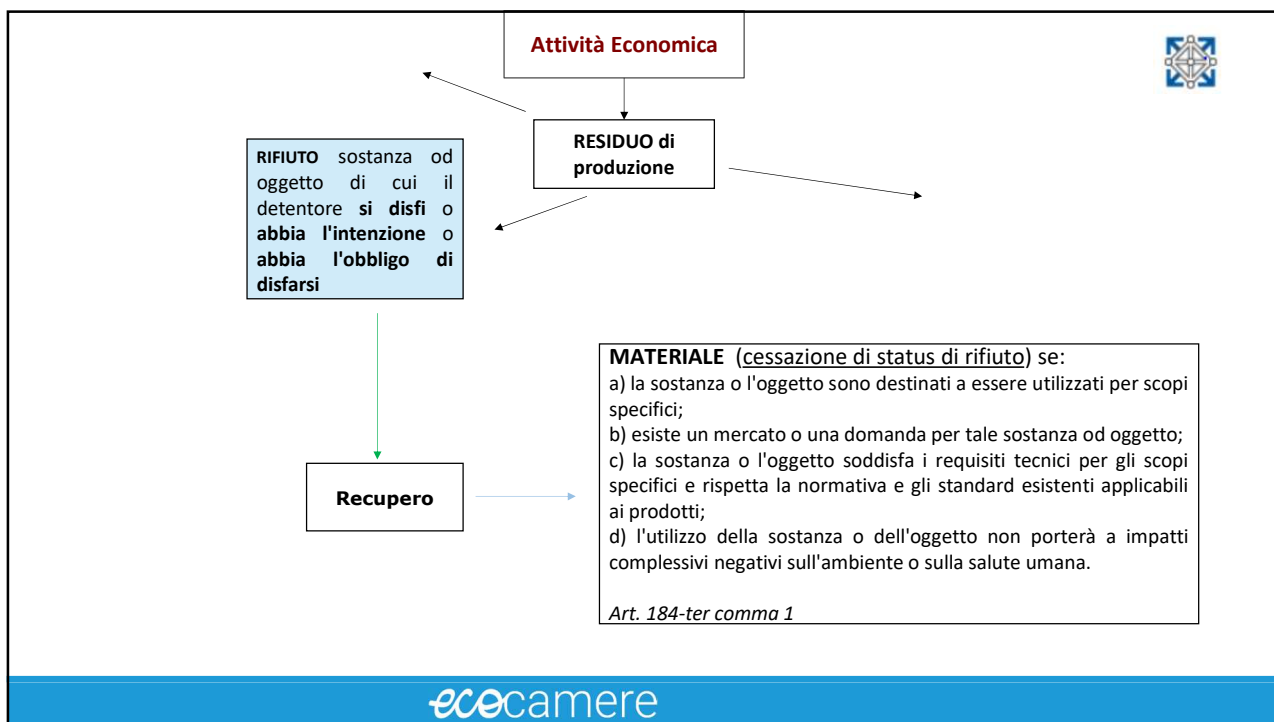 Attività Economica
RESIDUO di
produzione
RIFIUTO sostanza od
oggetto di cui il
detentore si disfi o
abbia l'intenzione o
abbia l'obbligo di
disfarsi
MATERIALE (cessazione di status di rifiuto) se:
a) la sostanza o l'oggetto sono destinati a essere utilizzati per scopi
specifici;
b) esiste un mercato o una domanda per tale sostanza od oggetto;
c) la sostanza o l'oggetto soddisfa i requisiti tecnici per gli scopi
specifici e rispetta la normativa e gli standard esistenti applicabili
ai prodotti;
d) l'utilizzo della sostanza o dell'oggetto non porterà a impatti
complessivi negativi sull'ambiente o sulla salute umana.
Art. 184-ter comma 1
Recupero
ecocamere